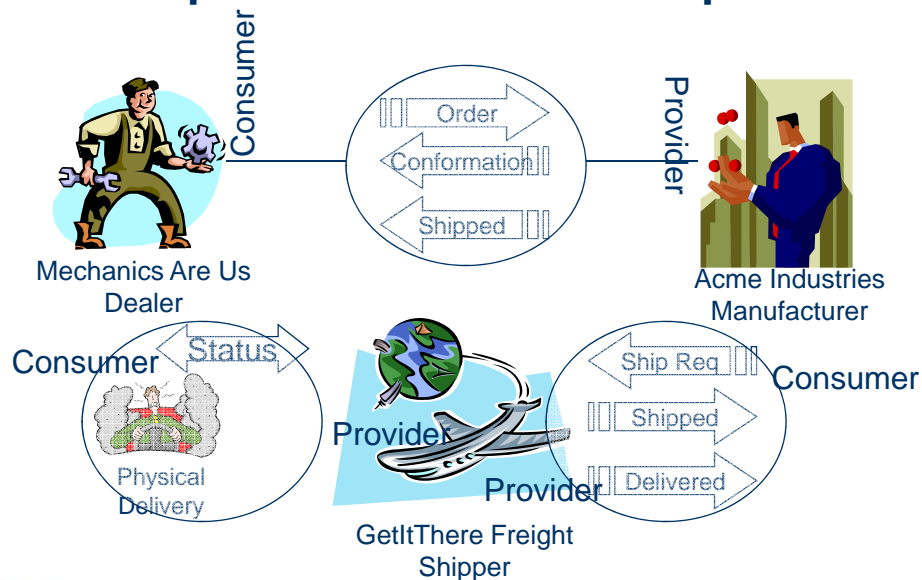 Consumer
Provider
Order
Conformation
Shipped
Mechanics Are Us
Dealer
Acme Industries
Manufacturer
Consumer
Status
Physical
Delivery
Provider
Provider
GetItThere Freight
Shipper
Ship Req
Shipped
Delivered
Consumer